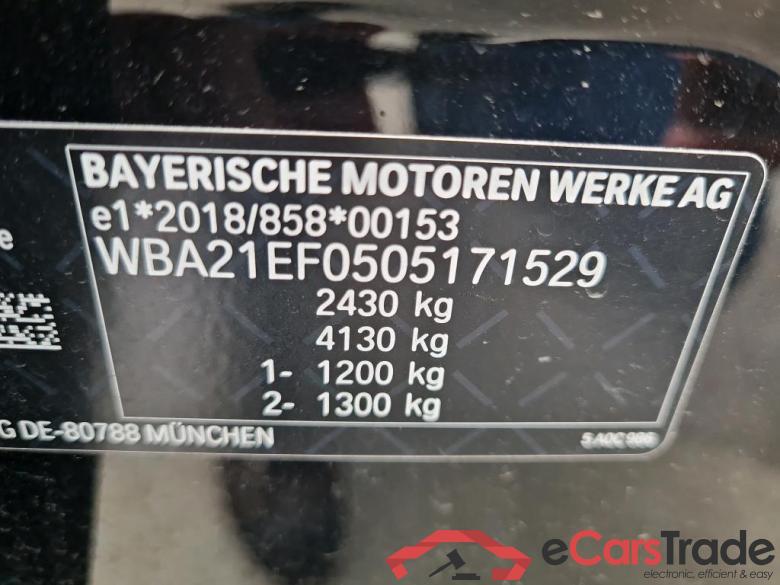 BAYERISCHE MOTOREN WERKE AG
e1*2018/858*00153
WBA21EF0505171529
2430 kg
4130 kg
1- 1200 kg
2- 1300 kg
G DE-80788 MÜNCHEN
eCarsTrade
electronic, efficient & easy